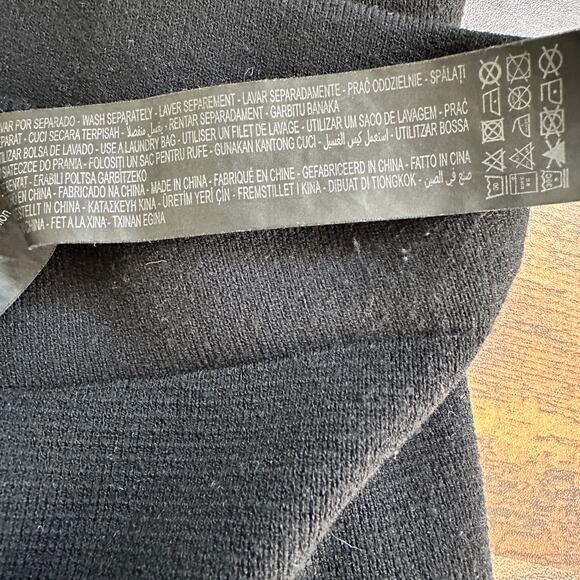 VAR POR SEPARADO - WASH SEPARATELY - LAVER SEPAREMENT - LAVAR SEPARADAMENTE - PRAĆ ODDZIELNIE - SPĂLAȚI
PARAT - CUCI SECARA TERPISAH - يغسل منفصلاً - RENTAR SEPARADAMENT - GARBITU BANAKA
UTILIZAR BOLSA DE LAVADO - USE A LAUNDRY BAG - UTILISER UN FILET DE LAVAGE - UTILIZAR UM SACO DE LAVAGEM - PRAĆ
SIATECZCE DO PRANIA - FOLOSIȚI UN SAC PENTRU RUFE - GUNAKAN KANTONG CUCI - استعمل كيس الغسيل - UTILITZAR BOSSA
RENTAT - ERABILI POLTSA GARBITZEKO
EN CHINA - FABRICADO NA CHINA - MADE IN CHINA - FABRIQUÉ EN CHINE - GEFABRICEERD IN CHINA - FATTO IN CINA
ESTELLT IN CHINA - ΚΑΤΑΣΚΕΥΗ ΚΙΝΑ - ÜRETİM YERİ ÇİN - FREMSTILLET I KINA - DIBUAT DI TIONGKOK - صنع في الصين
CHINA - FET A LA XINA - TXINAN EGINA